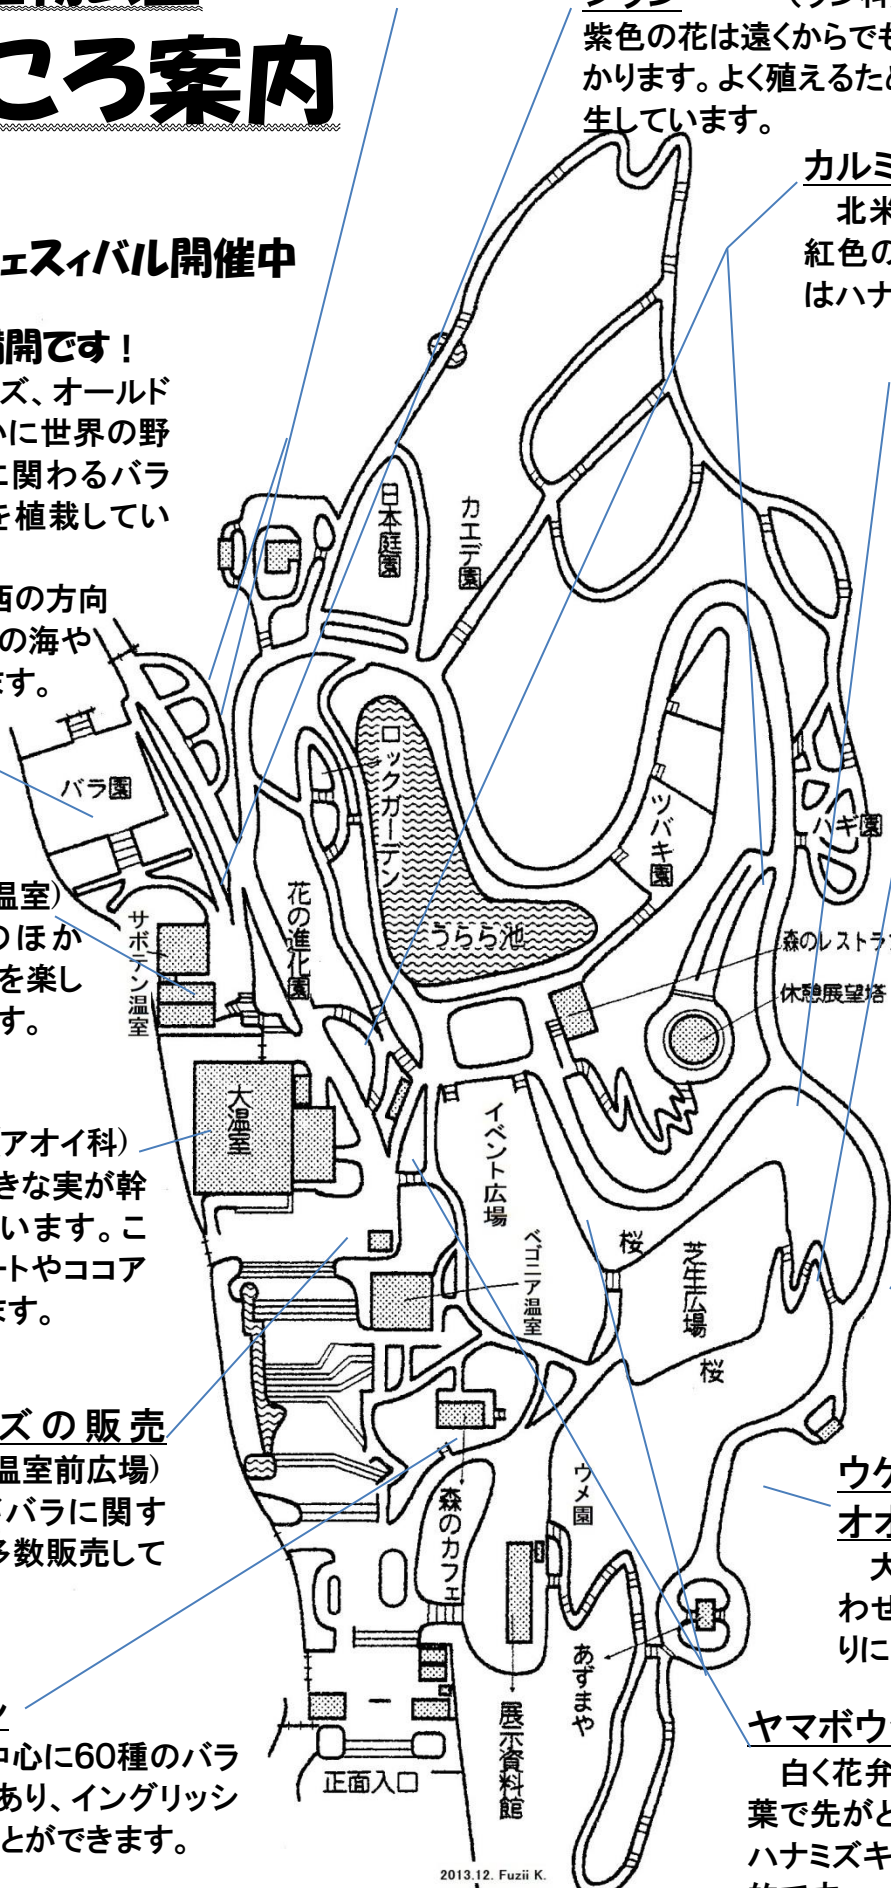 ころ案内
ェスィバル開催中
開です！
ズ、オールド
いに世界の野
に関わるバラ
を植栽してい
西の方向
の海や
ます。
温室）
のほか
を楽し
す。
アオイ科）
きな実が幹
います。こ
ートやココア
ます。
ズの販売
温室前広場）
バラに関す
多数販売して
ン
中心に60種のバラ
あり、イングリッシ
とができます。
紫色の花は遠くからでも
かります。よく殖えるため
生しています。
カルミ
北米
紅色の
はハナ
日本庭園
カエデ園
バラ園
ロックガーデン
うらら池
ツバキ園
ハギ園
花の進化園
サボテン温室
森のレストラン
休憩展望塔
大温室
イベント広場
ベゴニア温室
桜
芝生広場
桜
森のカフェ
ウメ園
あずまや
展示資料館
正面入口
ウケ
オオ
大
わせ
りに
ヤマボウ
白く花弁
葉で先がと
ハナミズキ
2013.12. Fuzii K.